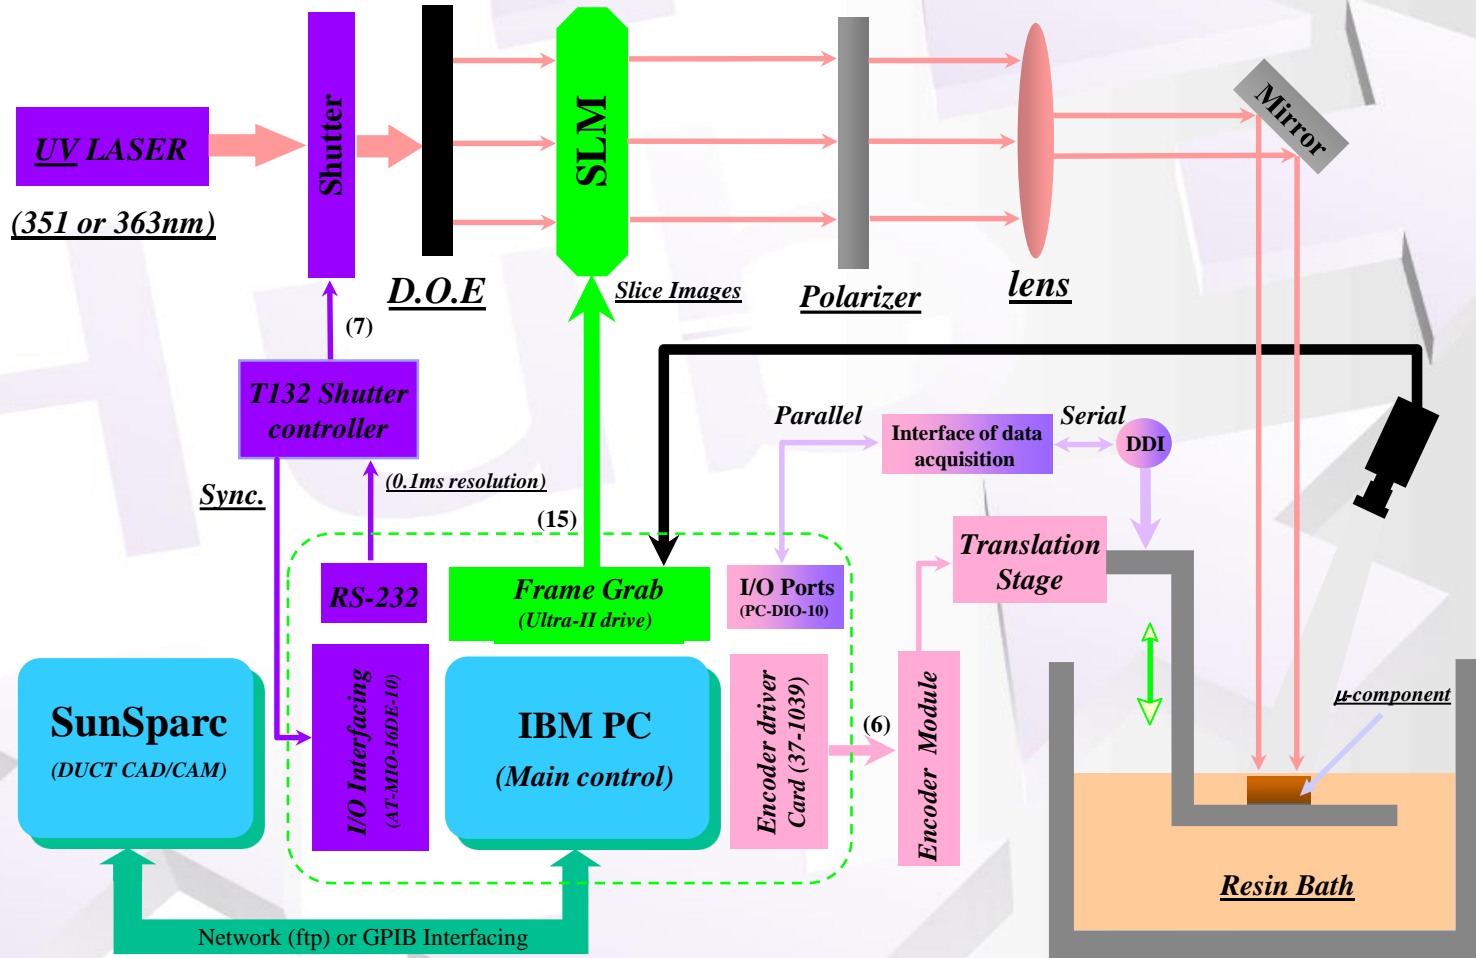 UV LASER
(351 or 363nm)
Shutter
D.O.E
SLM
Slice Images
Polarizer
lens
Mirror
(7)
T132 Shutter
controller
Sync.
(0.1ms resolution)
(15)
Parallel
Interface of data
acquisition
Serial
DDI
Translation
Stage
RS-232
Frame Grab
(Ultra-II drive)
I/O Ports
(PC-DIO-10)
SunSparc
(DUCT CAD/CAM)
I/O Interfacing
(AT-MIO-16DE-10)
IBM PC
(Main control)
Encoder driver
Card (37-1039)
(6)
Encoder Module
μ-component
Resin Bath
Network (ftp) or GPIB Interfacing